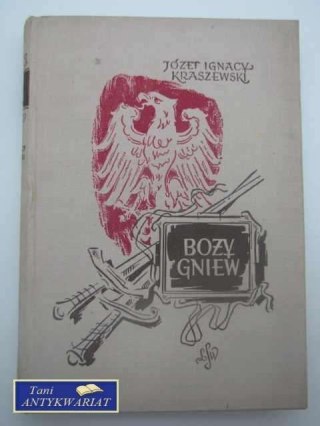 JÓZEF IGNACY
KRASZEWSKI
BOŻY
GNIEW
Tani
ANTYKWARIAT